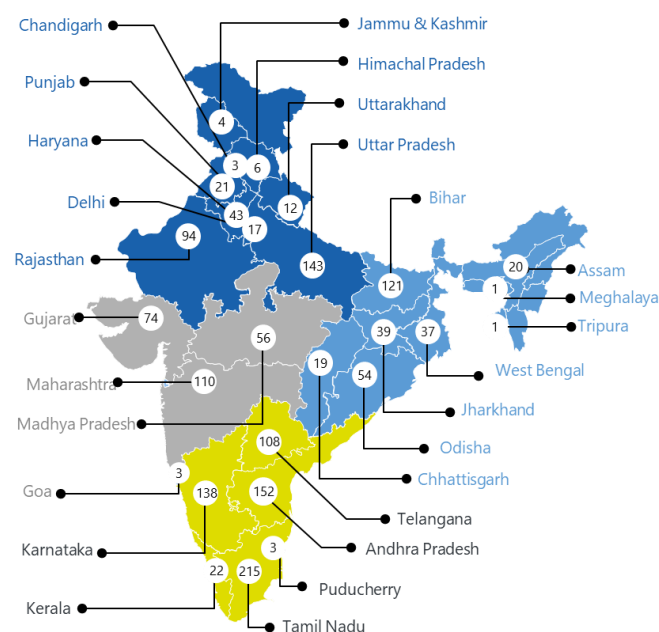 Chandigarh
Jammu & Kashmir
Himachal Pradesh
Punjab
Uttarakhand
4
Haryana
Uttar Pradesh
3
6
21
Delhi
Bihar
43
12
17
94
Rajasthan
143
20
Assam
121
1
Meghalaya
Gujarat
74
1
Tripura
56
39
37
19
West Bengal
54
Maharashtra
110
Jharkhand
Madhya Pradesh
108
Odisha
3
Chhattisgarh
Goa
138
152
Telangana
Karnataka
3
Andhra Pradesh
22
215
Puducherry
Kerala
Tamil Nadu